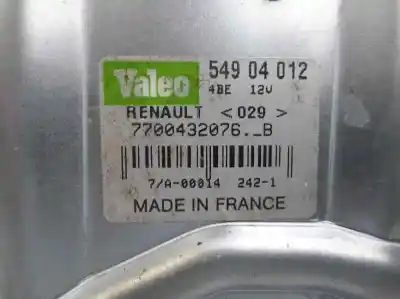 Valeo 549 04 012
4BE 12V
RENAULT <029>
7700432076._B
7/A-00014 242-1
MADE IN FRANCE